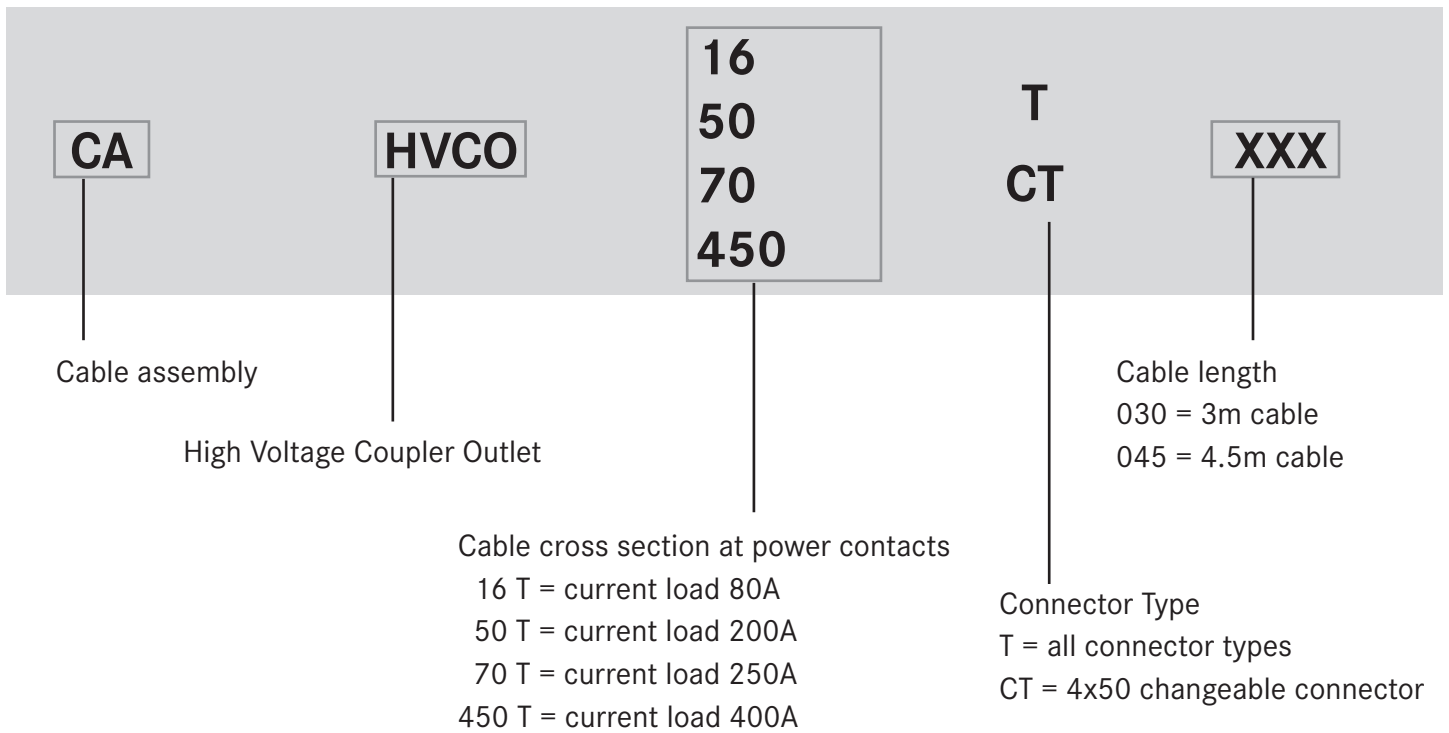 CA
HVCO
16
50
70
450
T
CT
XXX
Cable assembly
High Voltage Coupler Outlet
Cable cross section at power contacts
16 T = current load 80A
50 T = current load 200A
70 T = current load 250A
450 T = current load 400A
Connector Type
T = all connector types
CT = 4x50 changeable connector
Cable length
030 = 3m cable
045 = 4.5m cable